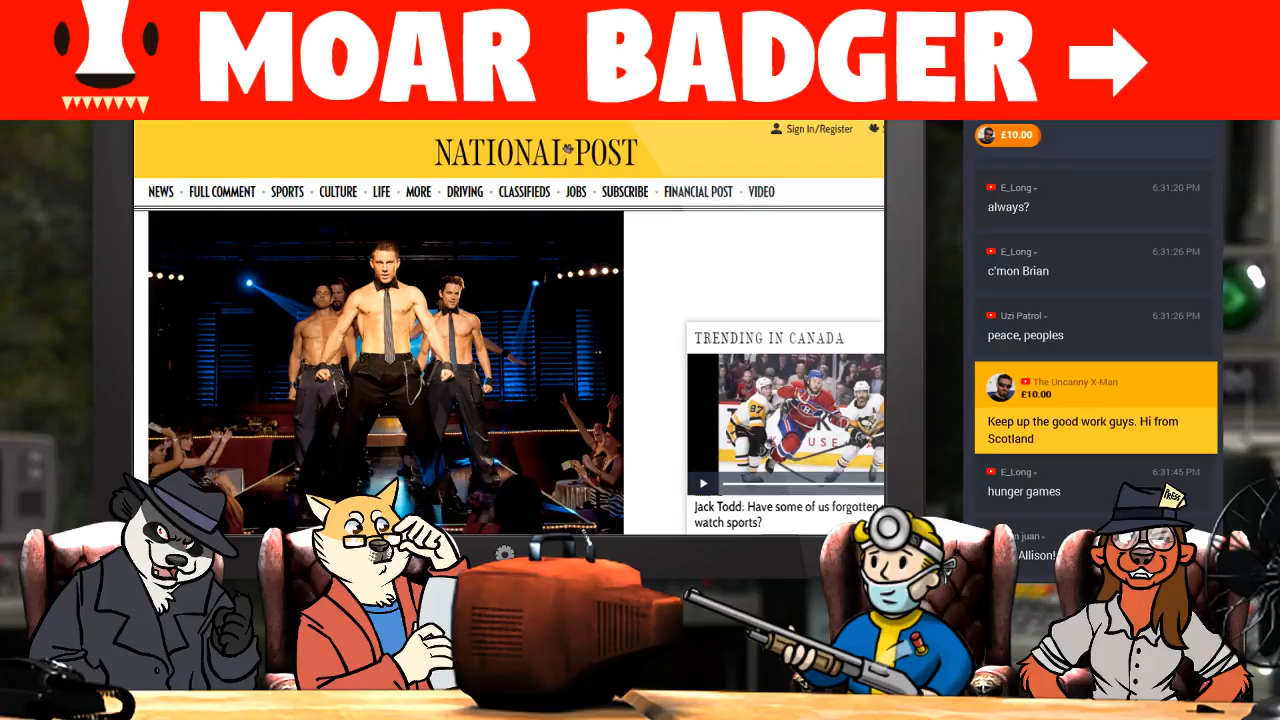 MOAR BADGER
Sign In/Register
NATIONAL POST
NEWS • FULL COMMENT • SPORTS • CULTURE • LIFE • MORE • DRIVING • CLASSIFIEDS • JOBS • SUBSCRIBE • FINANCIAL POST • VIDEO
TRENDING IN CANADA
87
USE
Jack Todd: Have some of us forgotten
watch sports?
£10.00
E_Long - 6:31:20 PM
always?
E_Long - 6:31:26 PM
c'mon Brian
Uzi Patrol - 6:31:26 PM
peace, peoples
The Uncanny X-Man
£10.00
Keep up the good work guys. Hi from
Scotland
E_Long - 6:31:45 PM
hunger games
juan -
Allison!
PRESS